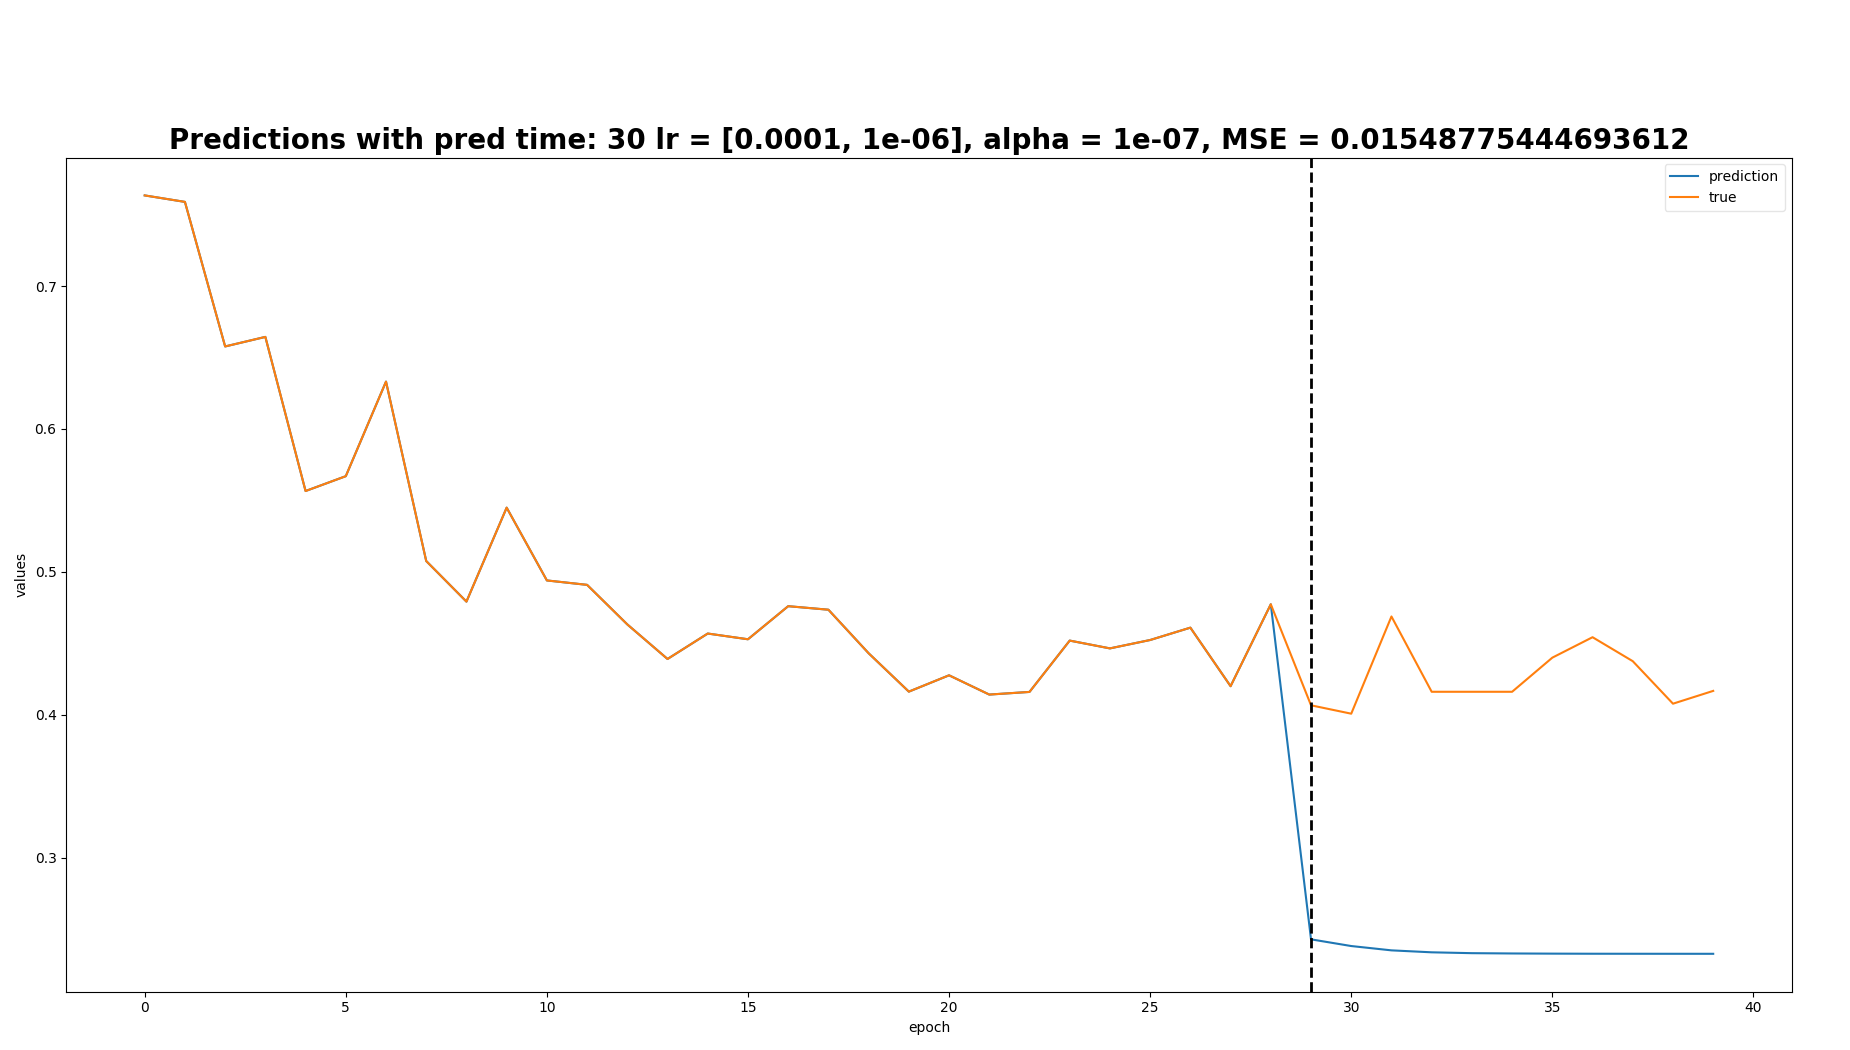 Predictions with pred time: 30 lr = [0.0001, 1e-06], alpha = 1e-07, MSE = 0.01548775444693612
prediction
true
0.7
0.6
0.5
0.4
0.3
values
0 5 10 15 20 25 30 35 40
epoch